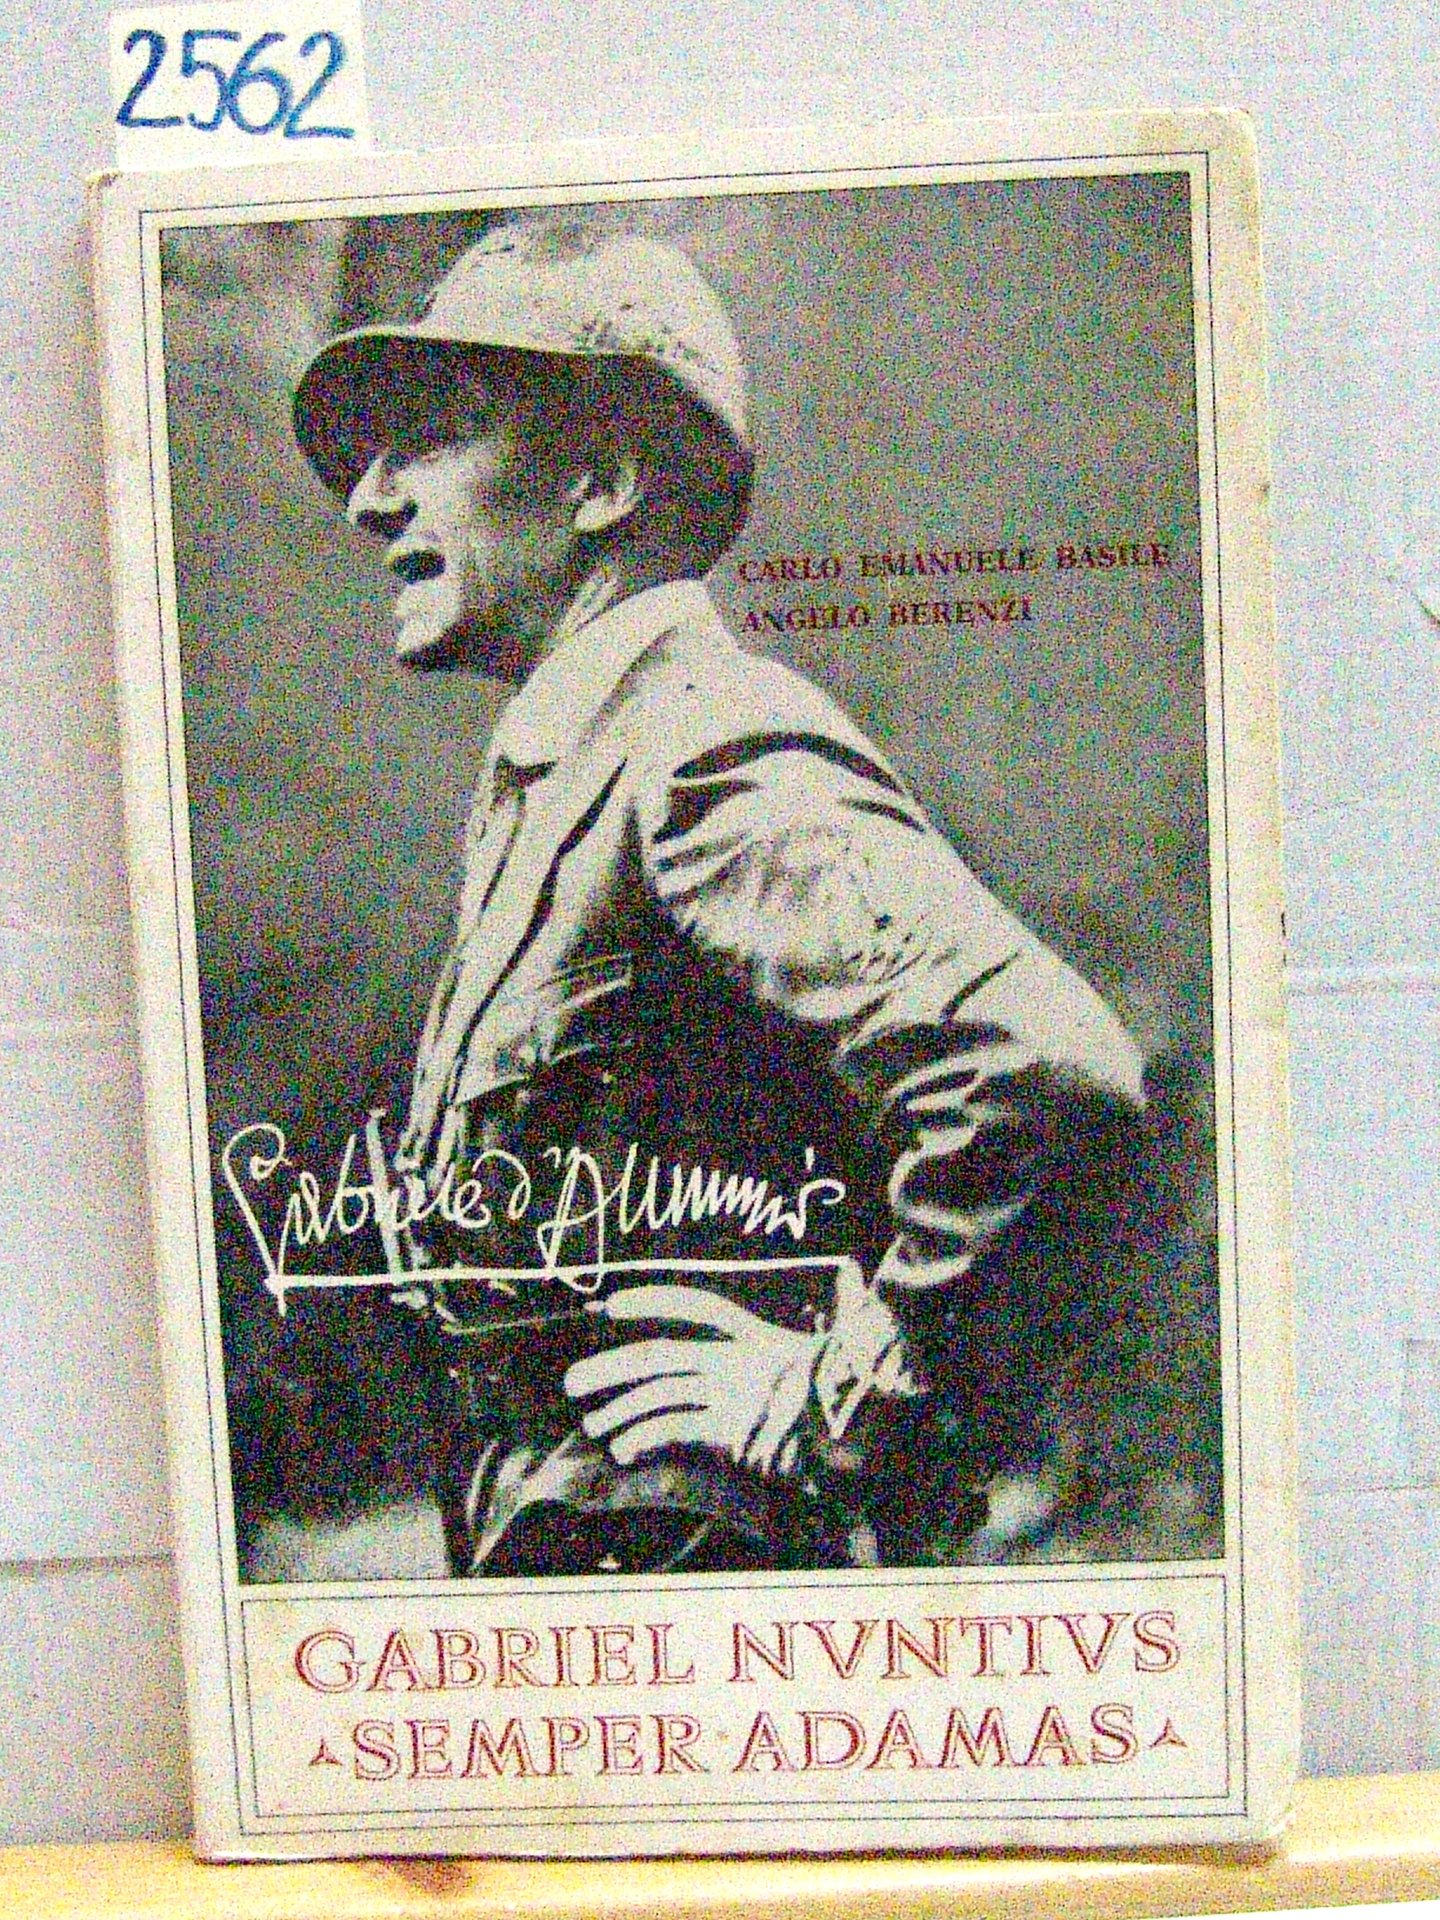 2562
CARLO EMANUELE BASILE
ANGELO BERENZI
Gabriele d'Annunzio
GABRIEL NVNTIVS
SEMPER ADAMAS